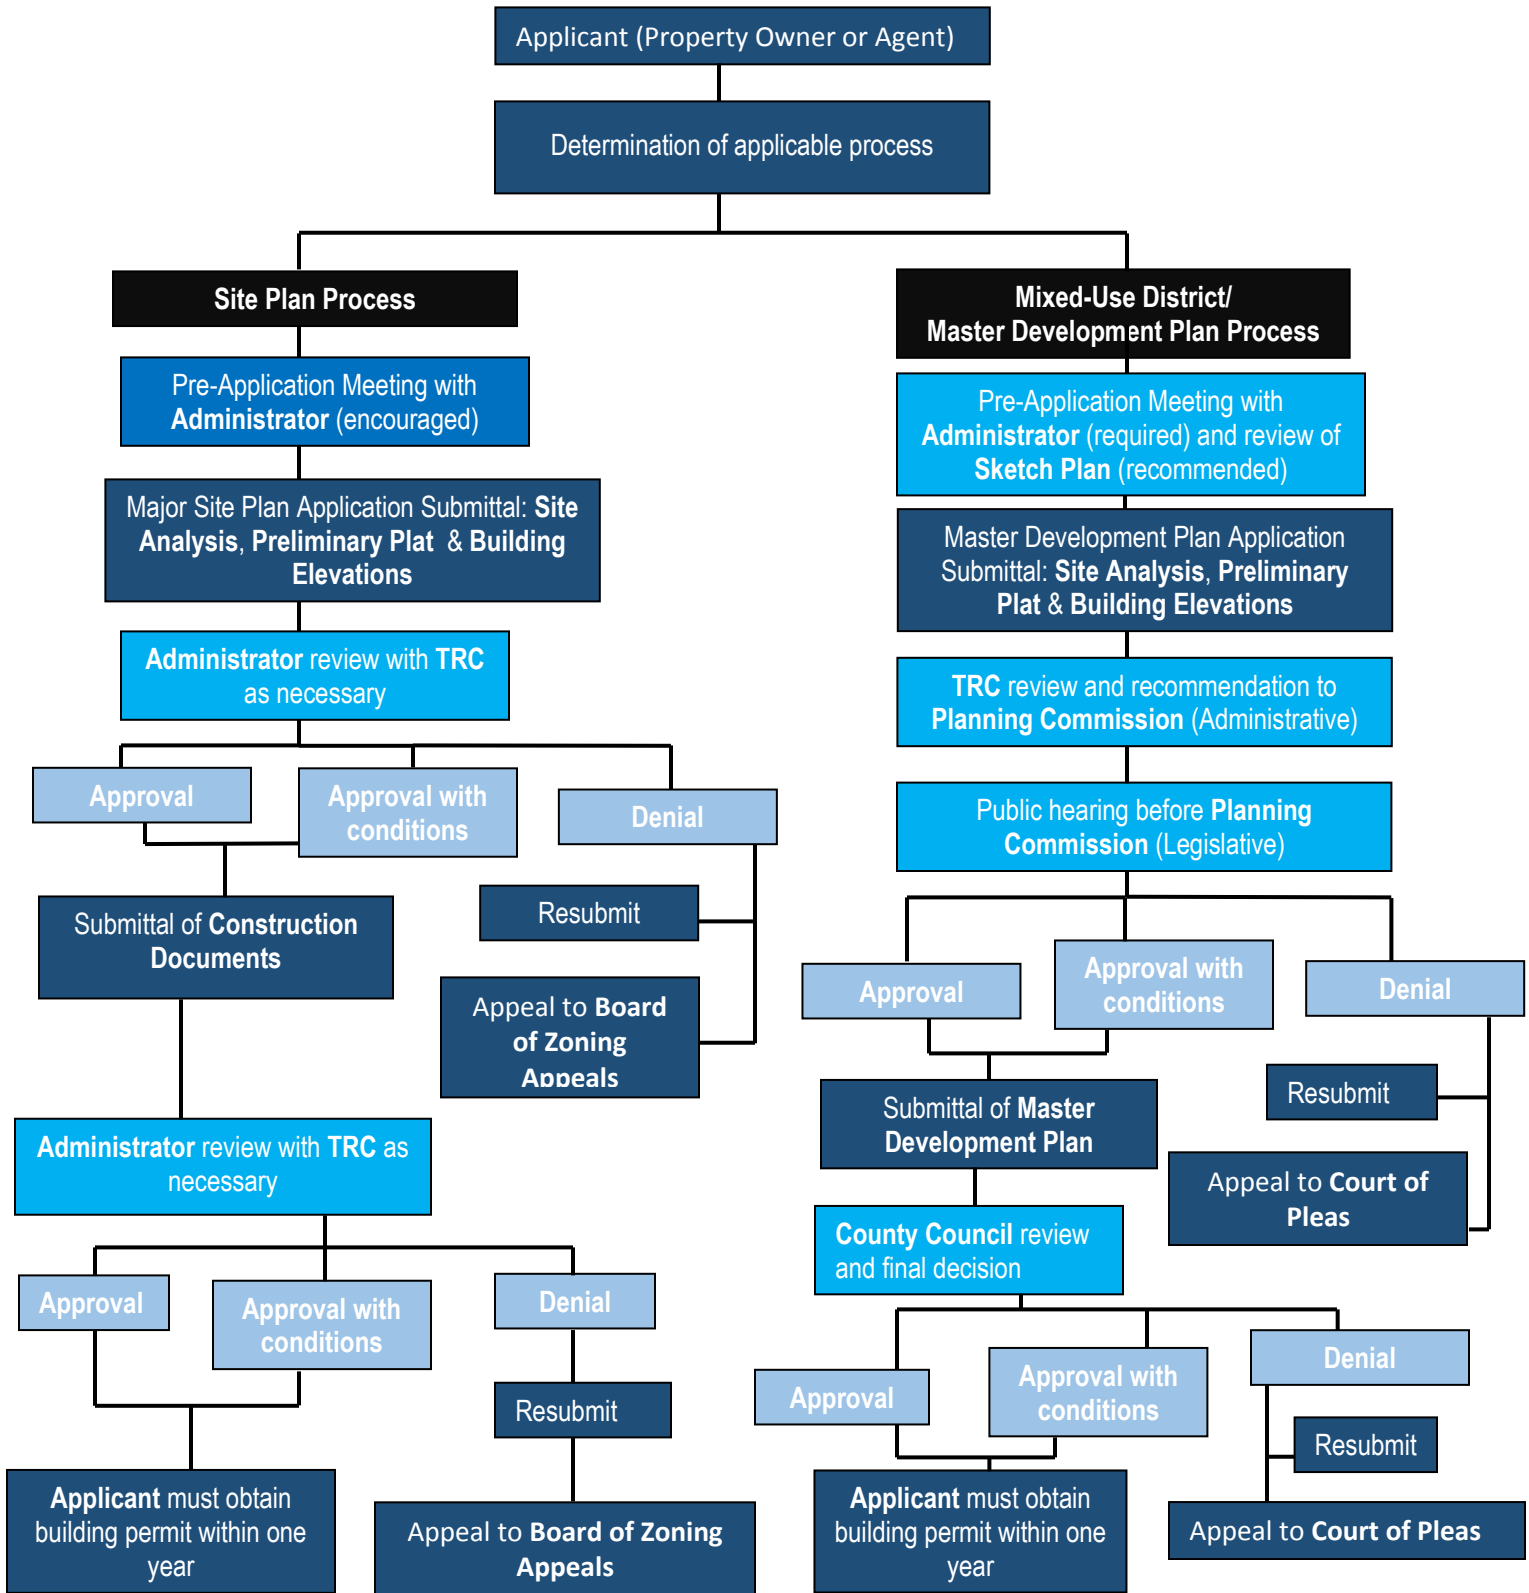 Applicant (Property Owner or Agent)
Determination of applicable process
Site Plan Process
Pre-Application Meeting with
Administrator (encouraged)
Major Site Plan Application Submittal: Site
Analysis, Preliminary Plat & Building
Elevations
Administrator review with TRC
as necessary
Approval
Approval with
conditions
Denial
Resubmit
Appeal to Board
of Zoning
Appeals
Submittal of Construction
Documents
Administrator review with TRC as
necessary
Approval
Approval with
conditions
Denial
Resubmit
Appeal to Board of Zoning
Appeals
Applicant must obtain
building permit within one
year
Mixed-Use District/
Master Development Plan Process
Pre-Application Meeting with
Administrator (required) and review of
Sketch Plan (recommended)
Master Development Plan Application
Submittal: Site Analysis, Preliminary
Plat & Building Elevations
TRC review and recommendation to
Planning Commission (Administrative)
Public hearing before Planning
Commission (Legislative)
Approval
Approval with
conditions
Denial
Resubmit
Appeal to Court of
Pleas
Submittal of Master
Development Plan
County Council review
and final decision
Approval
Approval with
conditions
Denial
Resubmit
Appeal to Court of Pleas
Applicant must obtain
building permit within one
year